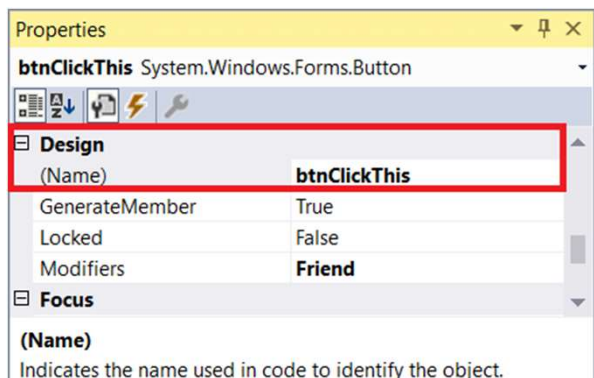 Properties
btnClickThis System.Windows.Forms.Button
Design
(Name) btnClickThis
GenerateMember True
Locked False
Modifiers Friend
Focus
(Name)
Indicates the name used in code to identify the object.